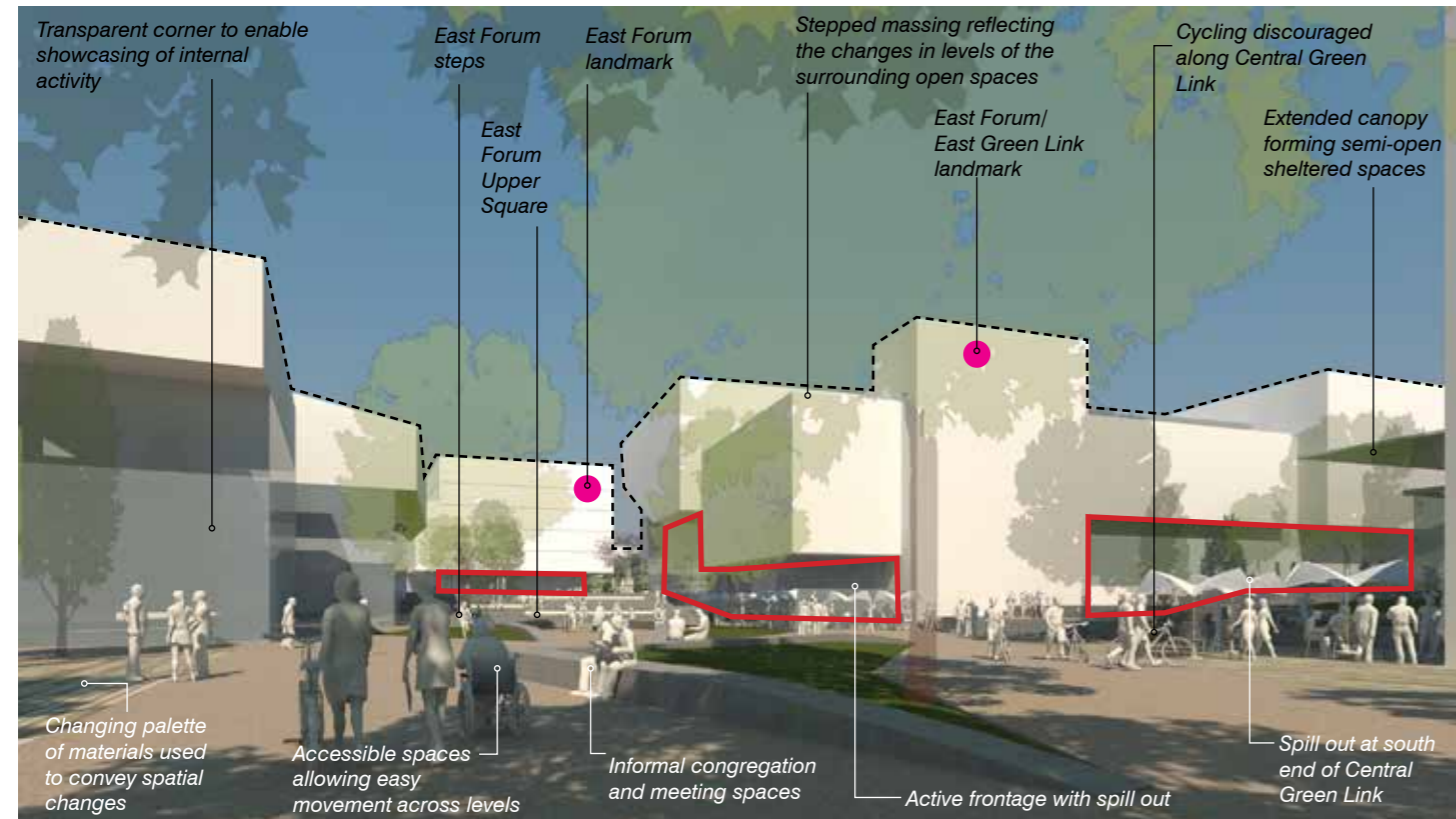 Transparent corner to enable
showcasing of internal
activity
East Forum
steps
East Forum
landmark
East
Forum
Upper
Square
Stepped massing reflecting
the changes in levels of the
surrounding open spaces
East Forum/
East Green Link
landmark
Cycling discouraged
along Central Green
Link
Extended canopy
forming semi-open
sheltered spaces
Changing palette
of materials used
to convey spatial
changes
Accessible spaces
allowing easy
movement across levels
Informal congregation
and meeting spaces
Active frontage with spill out
Spill out at south
end of Central
Green Link